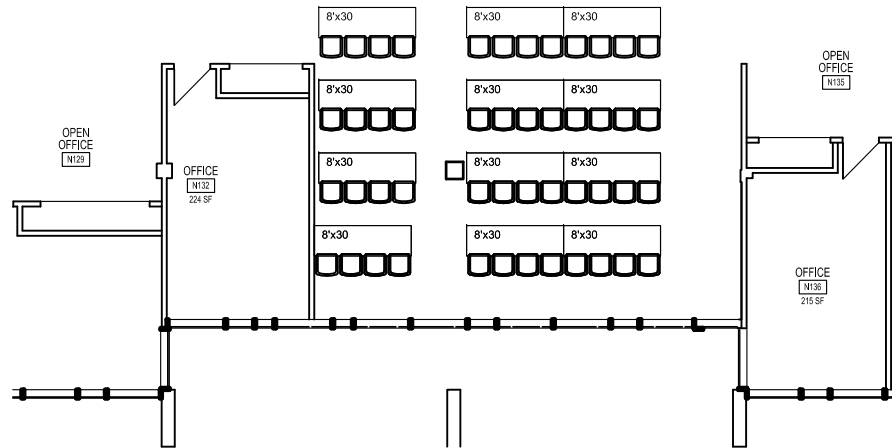 8'x30 8'x30 8'x30
OPEN
OFFICE
N135
8'x30 8'x30 8'x30
OPEN
OFFICE
N129
8'x30 8'x30 8'x30
OFFICE
N132
224 SF
8'x30 8'x30 8'x30
OFFICE
N136
215 SF